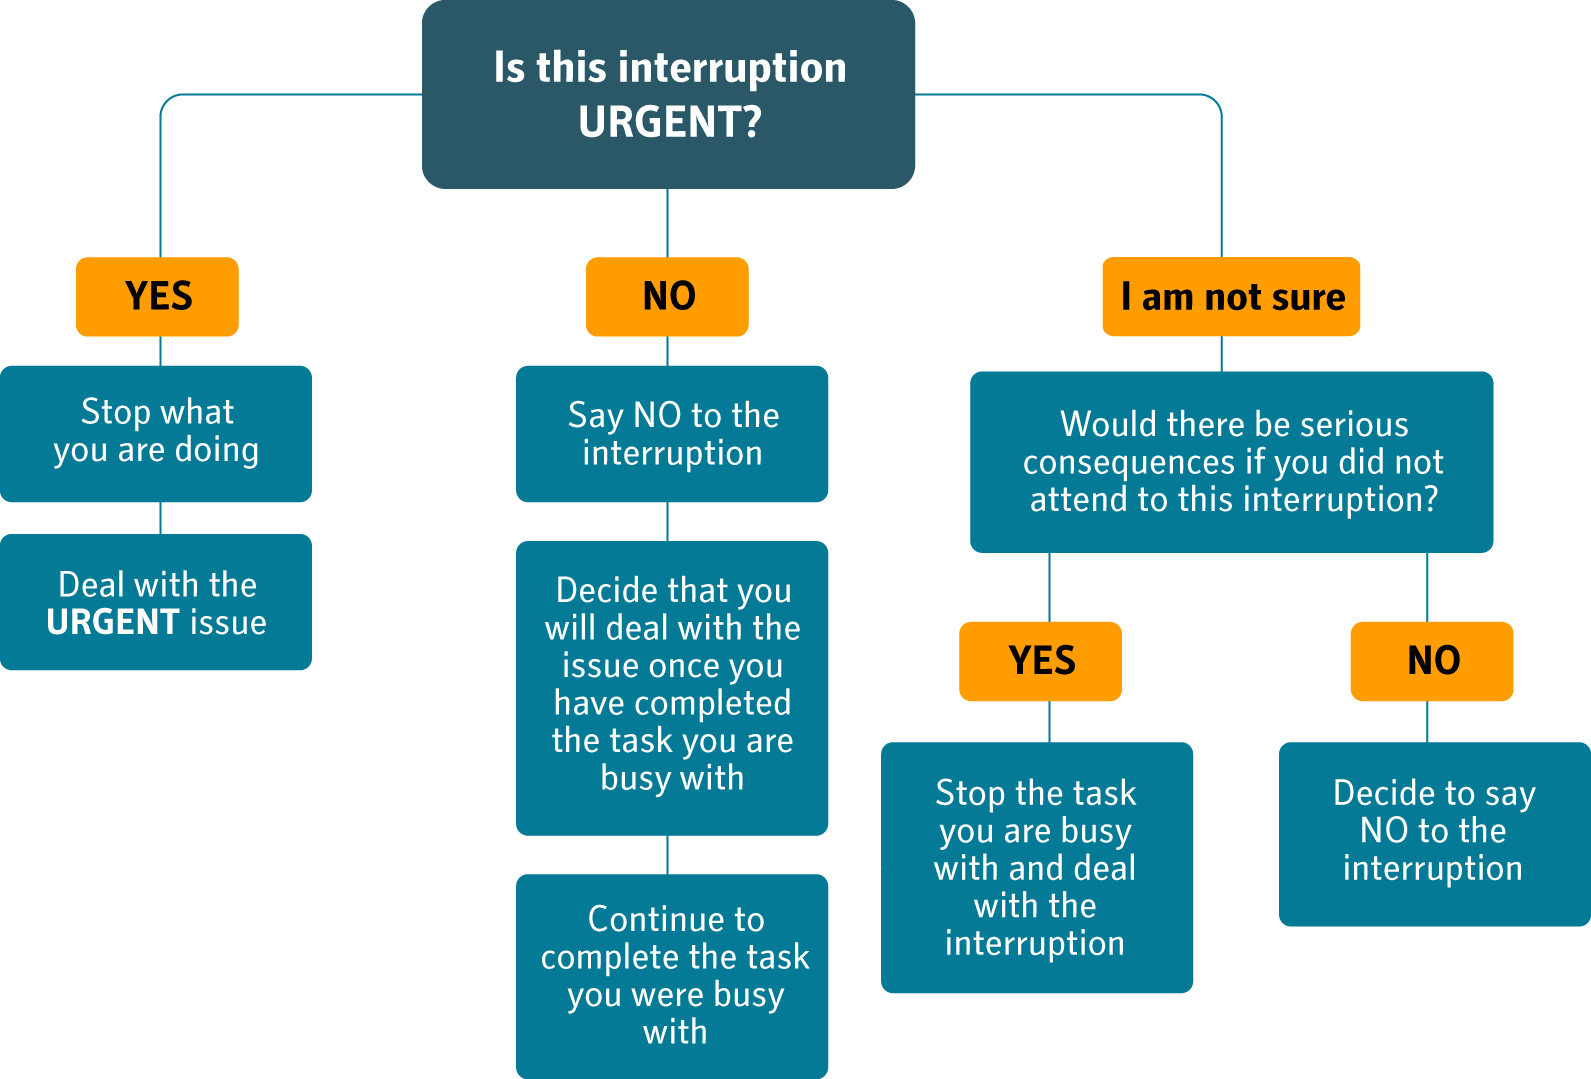 Is this interruption
URGENT?
YES
Stop what
you are doing
Deal with the
URGENT issue
NO
Say NO to the
interruption
Decide that you
will deal with the
issue once you
have completed
the task you are
busy with
Continue to
complete the task
you were busy
with
I am not sure
Would there be serious
consequences if you did not
attend to this interruption?
YES
Stop the task
you are busy
with and deal
with the
interruption
NO
Decide to say
NO to the
interruption